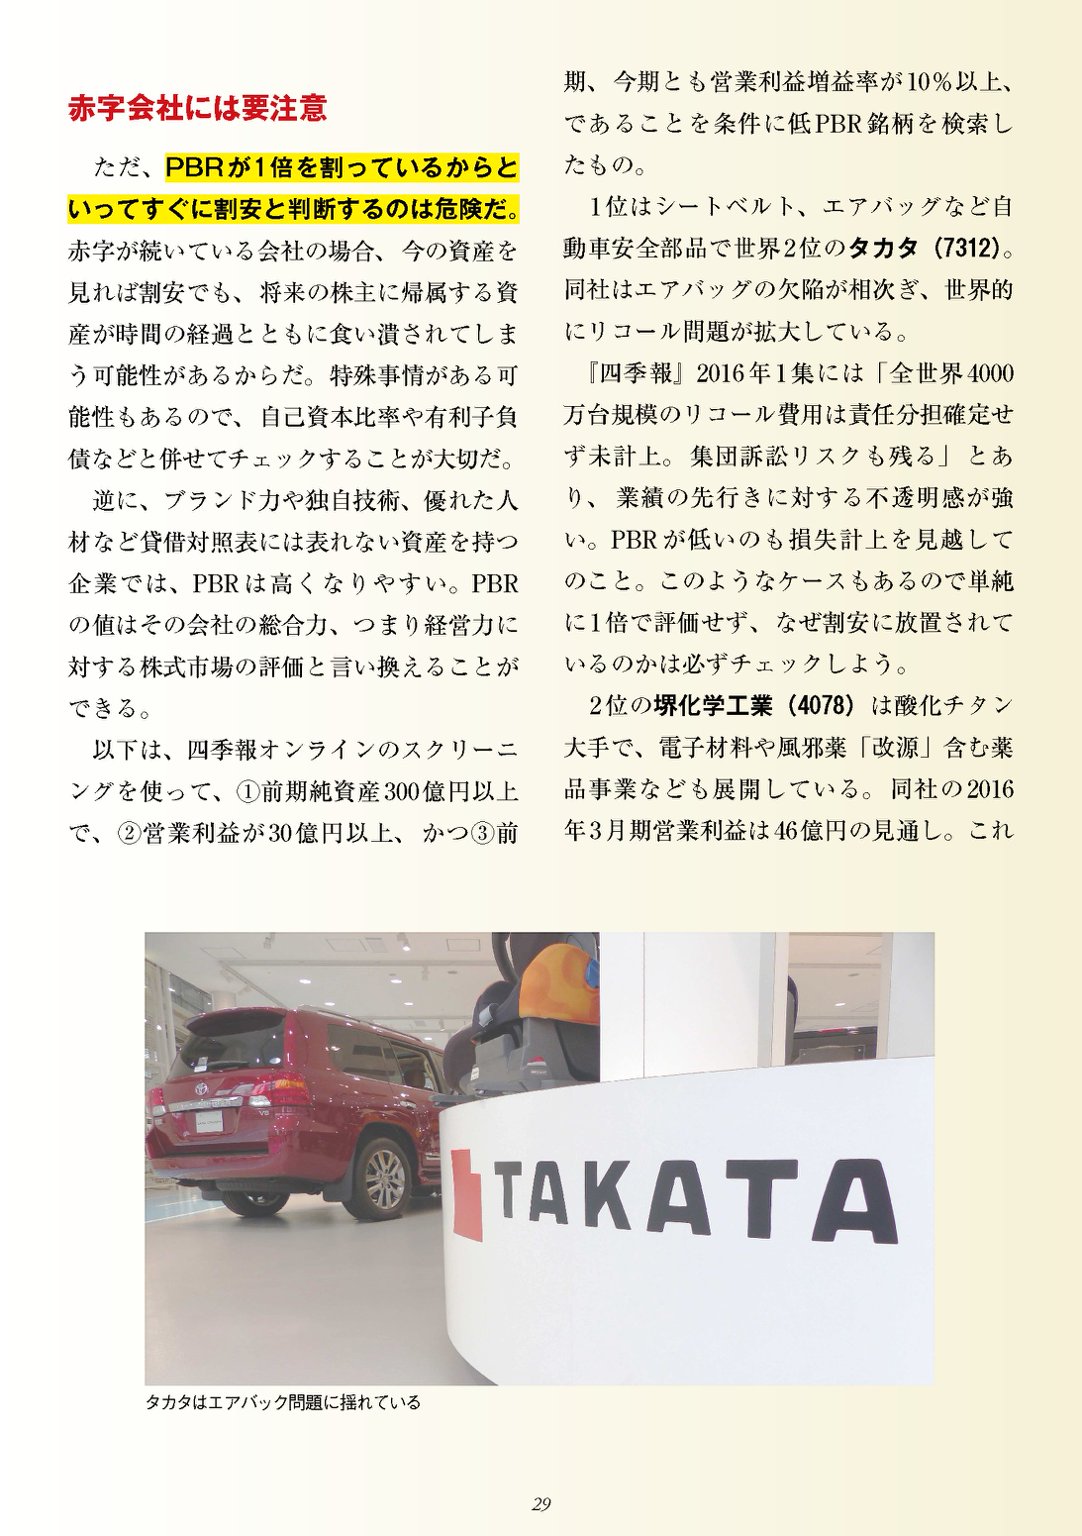 赤字会社には要注意
ただ、PBRが1倍を割っているからと
いってすぐに割安と判断するのは危険だ。
赤字が続いている会社の場合、今の資産を
見れば割安でも、将来の株主に帰属する資
産が時間の経過とともに食い潰されてしま
う可能性があるからだ。特殊事情がある可
能性もあるので、自己資本比率や有利子負
債などと併せてチェックすることが大切だ。
逆に、ブランド力や独自技術、優れた人
材など貸借対照表には表れない資産を持つ
企業では、PBRは高くなりやすい。PBR
の値はその会社の総合力、つまり経営力に
対する株式市場の評価と言い換えることが
できる。
以下は、四季報オンラインのスクリーニ
ングを使って、①前期純資産300億円以上
で、②営業利益が30億円以上、かつ③前
期、今期とも営業利益増益率が10%以上、
であることを条件に低PBR銘柄を検索し
たもの。
1位はシートベルト、エアバッグなど自
動車安全部品で世界2位のタカタ（7312）。
同社はエアバッグの欠陥が相次ぎ、世界的
にリコール問題が拡大している。
『四季報』2016年1集には「全世界4000
万台規模のリコール費用は責任分担確定せ
ず未計上。集団訴訟リスクも残る」とあ
り、業績の先行きに対する不透明感が強
い。PBRが低いのも損失計上を見越して
のこと。このようなケースもあるので単純
に1倍で評価せず、なぜ割安に放置されて
いるのかは必ずチェックしよう。
2位の堺化学工業（4078）は酸化チタン
大手で、電子材料や風邪薬「改源」含む薬
品事業なども展開している。同社の2016
年3月期営業利益は46億円の見通し。これ
TAKATA
タカタはエアバック問題に揺れている
29